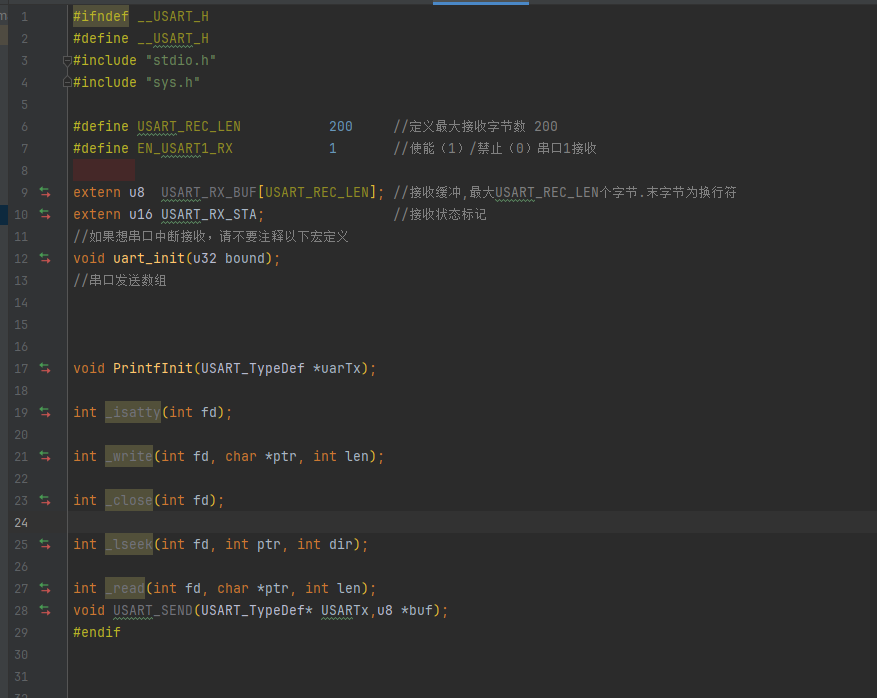 1 #ifndef __USART_H
2 #define __USART_H
3 #include "stdio.h"
4 #include "sys.h"
5
6 #define USART_REC_LEN 200 //定义最大接收字节数 200
7 #define EN_USART1_RX 1 //使能（1）/禁止（0）串口1接收
8
9 extern u8 USART_RX_BUF[USART_REC_LEN]; //接收缓冲,最大USART_REC_LEN个字节.末字节为换行符
10 extern u16 USART_RX_STA; //接收状态标记
11 //如果想串口中断接收，请不要注释以下宏定义
12 void uart_init(u32 bound);
13 //串口发送数组
14
15
16
17 void PrintfInit(USART_TypeDef *uarTx);
18
19 int _isatty(int fd);
20
21 int _write(int fd, char *ptr, int len);
22
23 int _close(int fd);
24
25 int _lseek(int fd, int ptr, int dir);
26
27 int _read(int fd, char *ptr, int len);
28 void USART_SEND(USART_TypeDef* USARTx,u8 *buf);
29 #endif
30
31